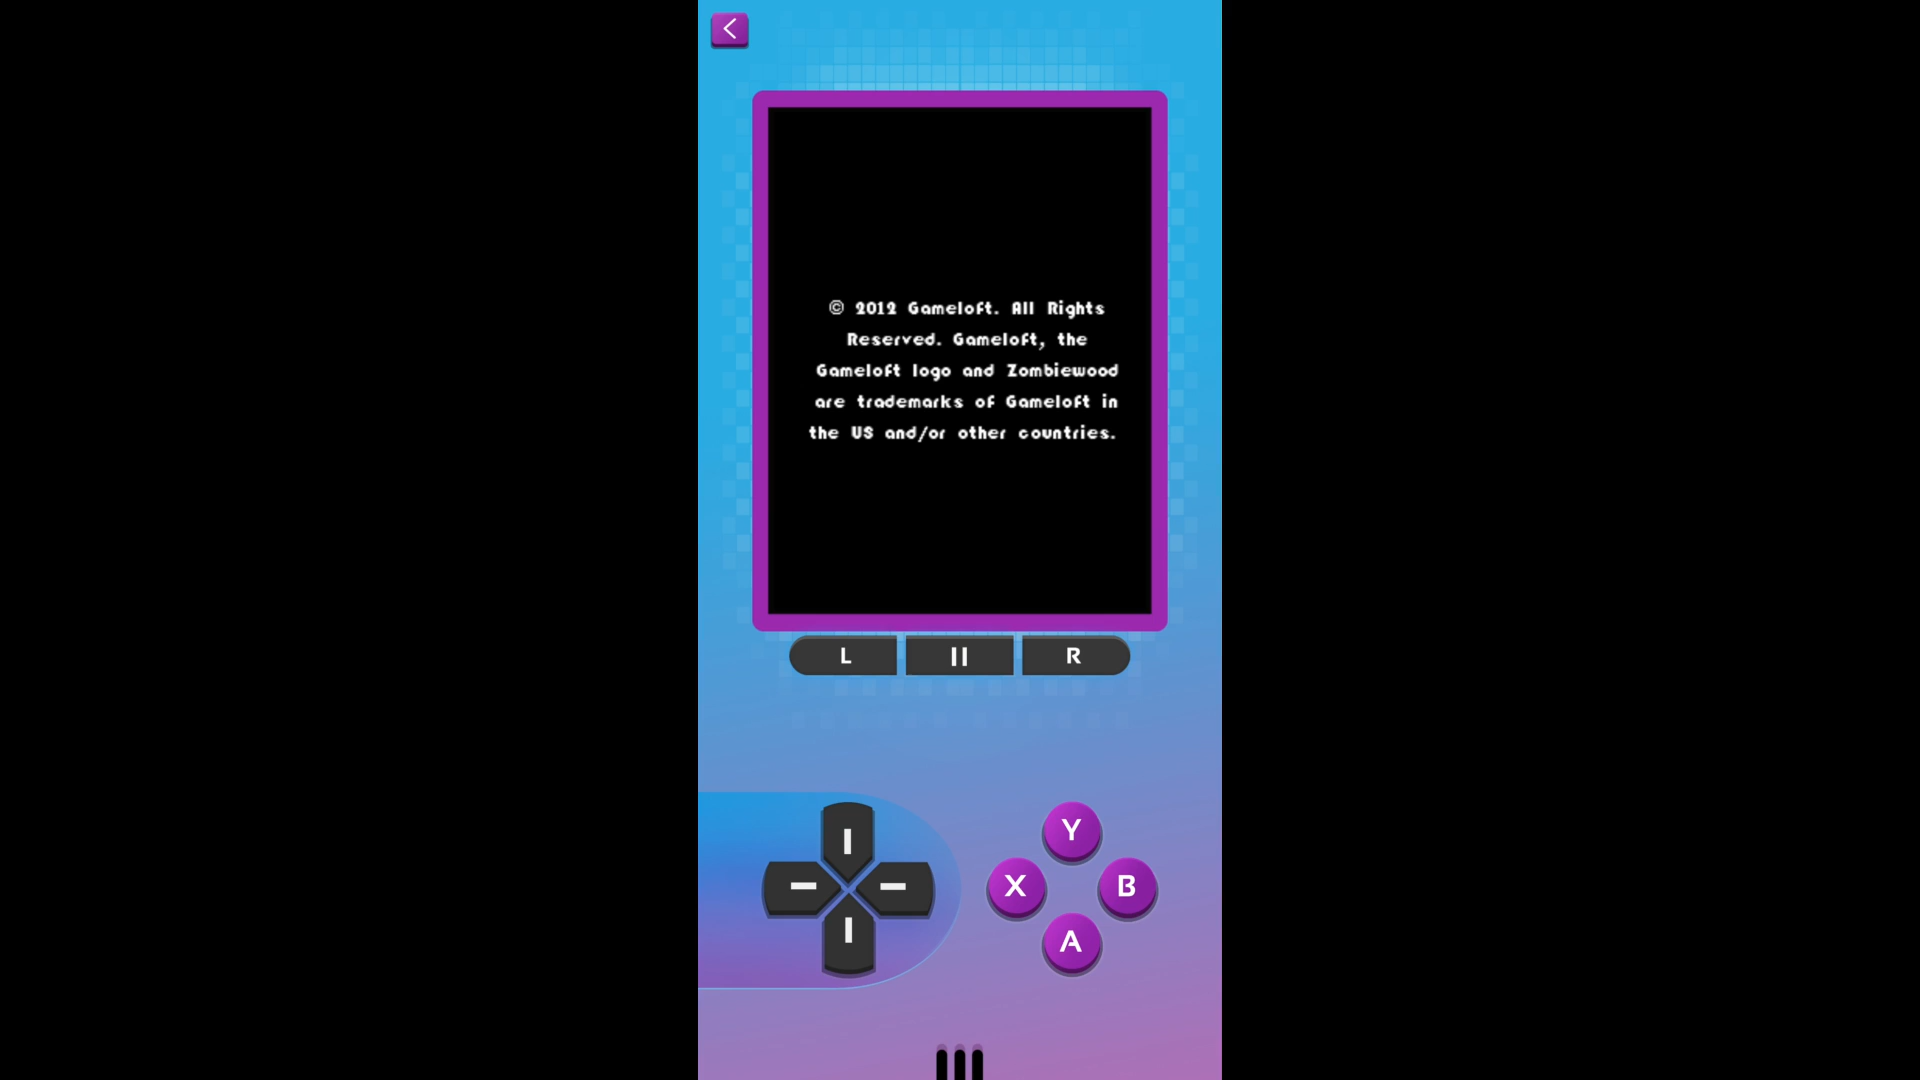 © 2012 Gameloft. All Rights
Reserved. Gameloft, the
Gameloft logo and Zombiewood
are trademarks of Gameloft in
the US and/or other countries.
L
R
Y
X
B
A